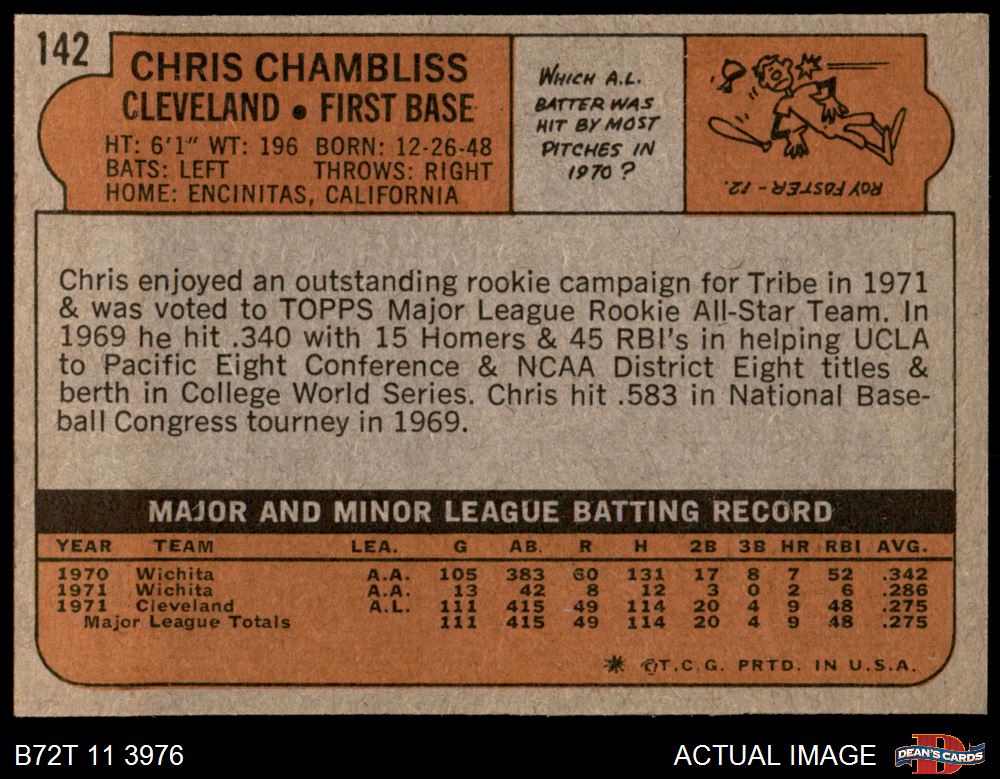 142
CHRIS CHAMBLISS
CLEVELAND • FIRST BASE
HT: 6'1" WT: 196 BORN: 12-26-48
BATS: LEFT THROWS: RIGHT
HOME: ENCINITAS, CALIFORNIA
WHICH A.L.
BATTER WAS
HIT BY MOST
PITCHES IN
1970?
ROY FOSTER - 12.
Chris enjoyed an outstanding rookie campaign for Tribe in 1971
& was voted to TOPPS Major League Rookie All-Star Team. In
1969 he hit .340 with 15 Homers & 45 RBI's in helping UCLA
to Pacific Eight Conference & NCAA District Eight titles &
berth in College World Series. Chris hit .583 in National Base-
ball Congress tourney in 1969.
MAJOR AND MINOR LEAGUE BATTING RECORD
YEAR TEAM LEA. G AB. R H 2B 3B HR RBI AVG.
1970 Wichita A.A. 105 383 60 131 17 8 7 52 .342
1971 Wichita A.A. 13 42 8 12 3 0 2 6 .286
1971 Cleveland A.L. 111 415 49 114 20 4 9 48 .275
Major League Totals 111 415 49 114 20 4 9 48 .275
* ©T.C.G. PRTD. IN U.S.A.
B72T 11 3976
ACTUAL IMAGE
D
DEAN'S CARDS